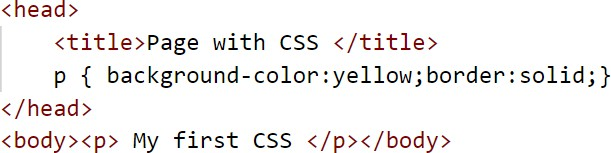 <head>
<title>Page with CSS </title>
p { background-color:yellow;border:solid;}
</head>
<body><p> My first CSS </p></body>